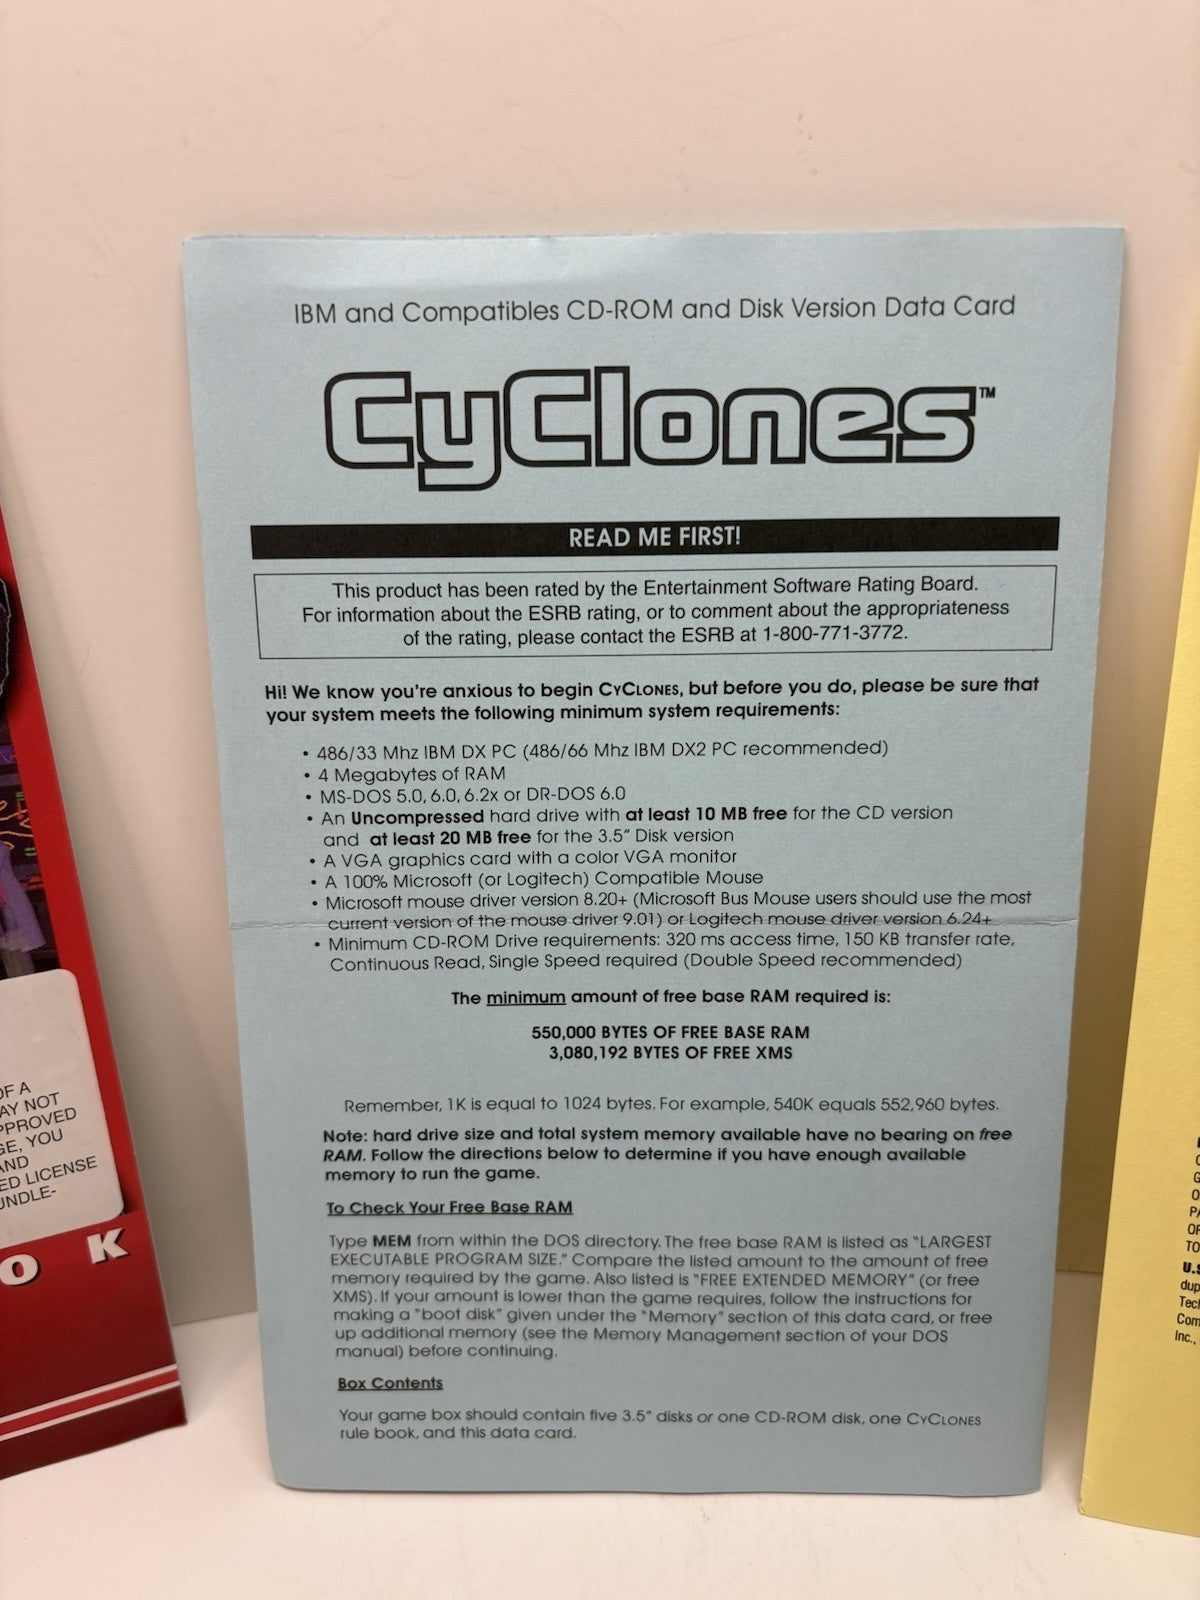 IBM and Compatibles CD-ROM and Disk Version Data Card
CyClones™
READ ME FIRST!
This product has been rated by the Entertainment Software Rating Board.
For information about the ESRB rating, or to comment about the appropriateness
of the rating, please contact the ESRB at 1-800-771-3772.
Hi! We know you're anxious to begin CYCLONES, but before you do, please be sure that
your system meets the following minimum system requirements:
• 486/33 Mhz IBM DX PC (486/66 Mhz IBM DX2 PC recommended)
• 4 Megabytes of RAM
• MS-DOS 5.0, 6.0, 6.2x or DR-DOS 6.0
• An Uncompressed hard drive with at least 10 MB free for the CD version
and at least 20 MB free for the 3.5" Disk version
• A VGA graphics card with a color VGA monitor
• A 100% Microsoft (or Logitech) Compatible Mouse
• Microsoft mouse driver version 8.20+ (Microsoft Bus Mouse users should use the most
current version of the mouse driver 9.01) or Logitech mouse driver version 6.24+
• Minimum CD-ROM Drive requirements: 320 ms access time, 150 KB transfer rate,
Continuous Read, Single Speed required (Double Speed recommended)
The minimum amount of free base RAM required is:
550,000 BYTES OF FREE BASE RAM
3,080,192 BYTES OF FREE XMS
Remember, 1K is equal to 1024 bytes. For example, 540K equals 552,960 bytes.
Note: hard drive size and total system memory available have no bearing on free
RAM. Follow the directions below to determine if you have enough available
memory to run the game.
To Check Your Free Base RAM
Type MEM from within the DOS directory. The free base RAM is listed as "LARGEST
EXECUTABLE PROGRAM SIZE." Compare the listed amount to the amount of free
memory required by the game. Also listed is "FREE EXTENDED MEMORY" (or free
XMS). If your amount is lower than the game requires, follow the instructions for
making a "boot disk" given under the "Memory" section of this data card, or free
up additional memory (see the Memory Management section of your DOS
manual) before continuing.
Box Contents
Your game box should contain five 3.5" disks or one CD-ROM disk, one CYCLONES
rule book, and this data card.
OF A
AY NOT
PPROVED
GE, YOU
AND
ED LICENSE
UNDLE-
O K
U.S
dup
Tech
Com
Inc.,